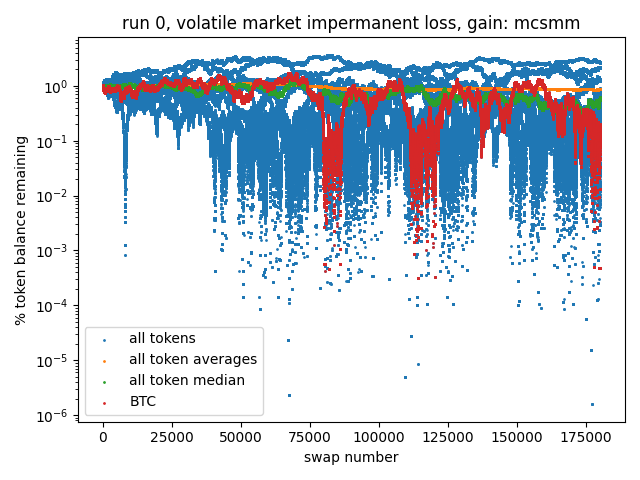 run 0, volatile market impermanent loss, gain: mcsmm
% token balance remaining
10⁰
10⁻¹
10⁻²
10⁻³
10⁻⁴
10⁻⁵
10⁻⁶
all tokens
all token averages
all token median
BTC
0 25000 50000 75000 100000 125000 150000 175000
swap number